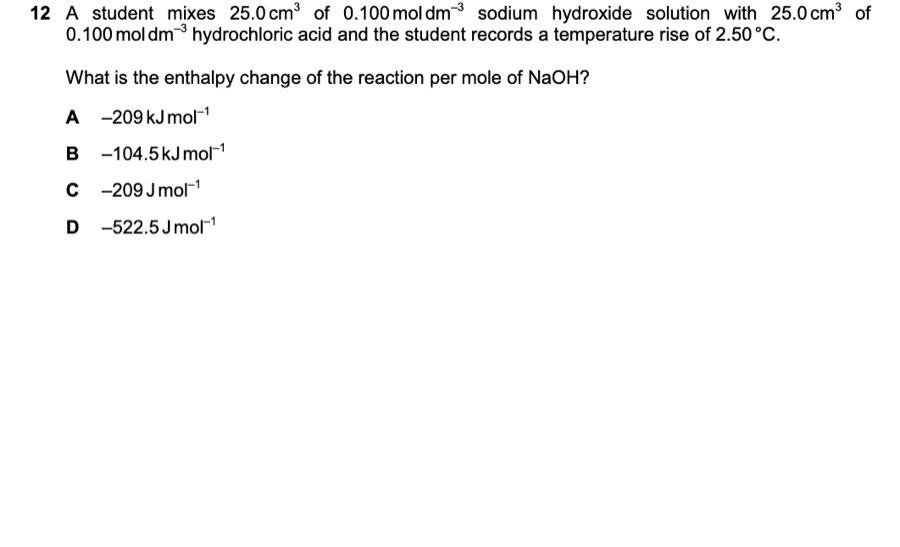 12 A student mixes 25.0 cm³ of 0.100 mol dm⁻³ sodium hydroxide solution with 25.0 cm³ of
0.100 mol dm⁻³ hydrochloric acid and the student records a temperature rise of 2.50 °C.
What is the enthalpy change of the reaction per mole of NaOH?
A –209 kJ mol⁻¹
B –104.5 kJ mol⁻¹
C –209 J mol⁻¹
D –522.5 J mol⁻¹